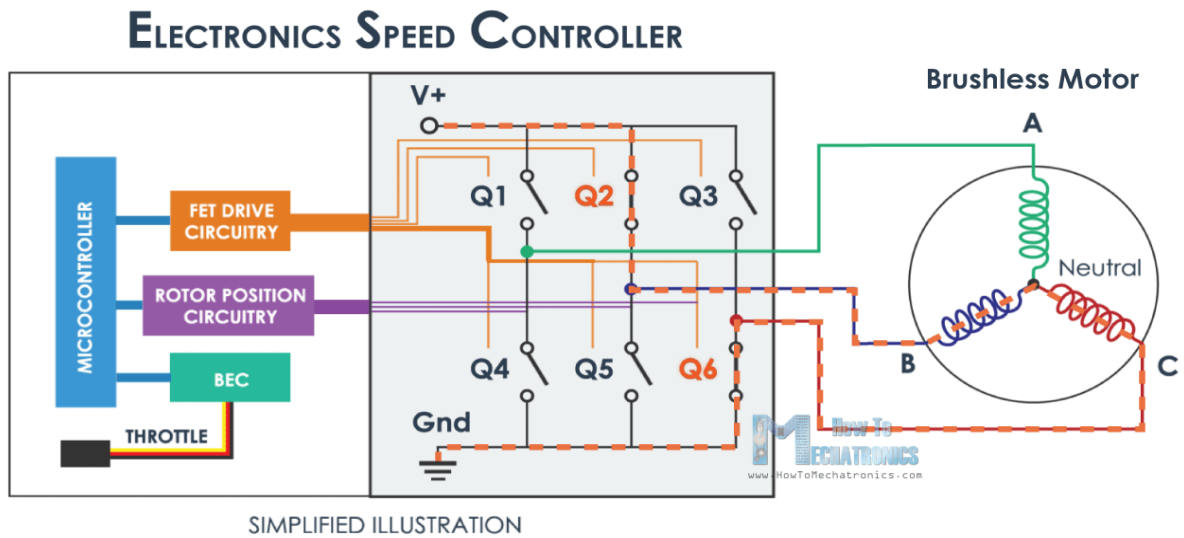 ELECTRONICS SPEED CONTROLLER
Brushless Motor
V+
A
Q1
Q2
Q3
MICROCONTROLLER
FET DRIVE
CIRCUITRY
Neutral
ROTOR POSITION
CIRCUITRY
B
C
Q4
Q5
Q6
BEC
Gnd
THROTTLE
How To
MECHATRONICS
www.HowToMechatronics.com
SIMPLIFIED ILLUSTRATION